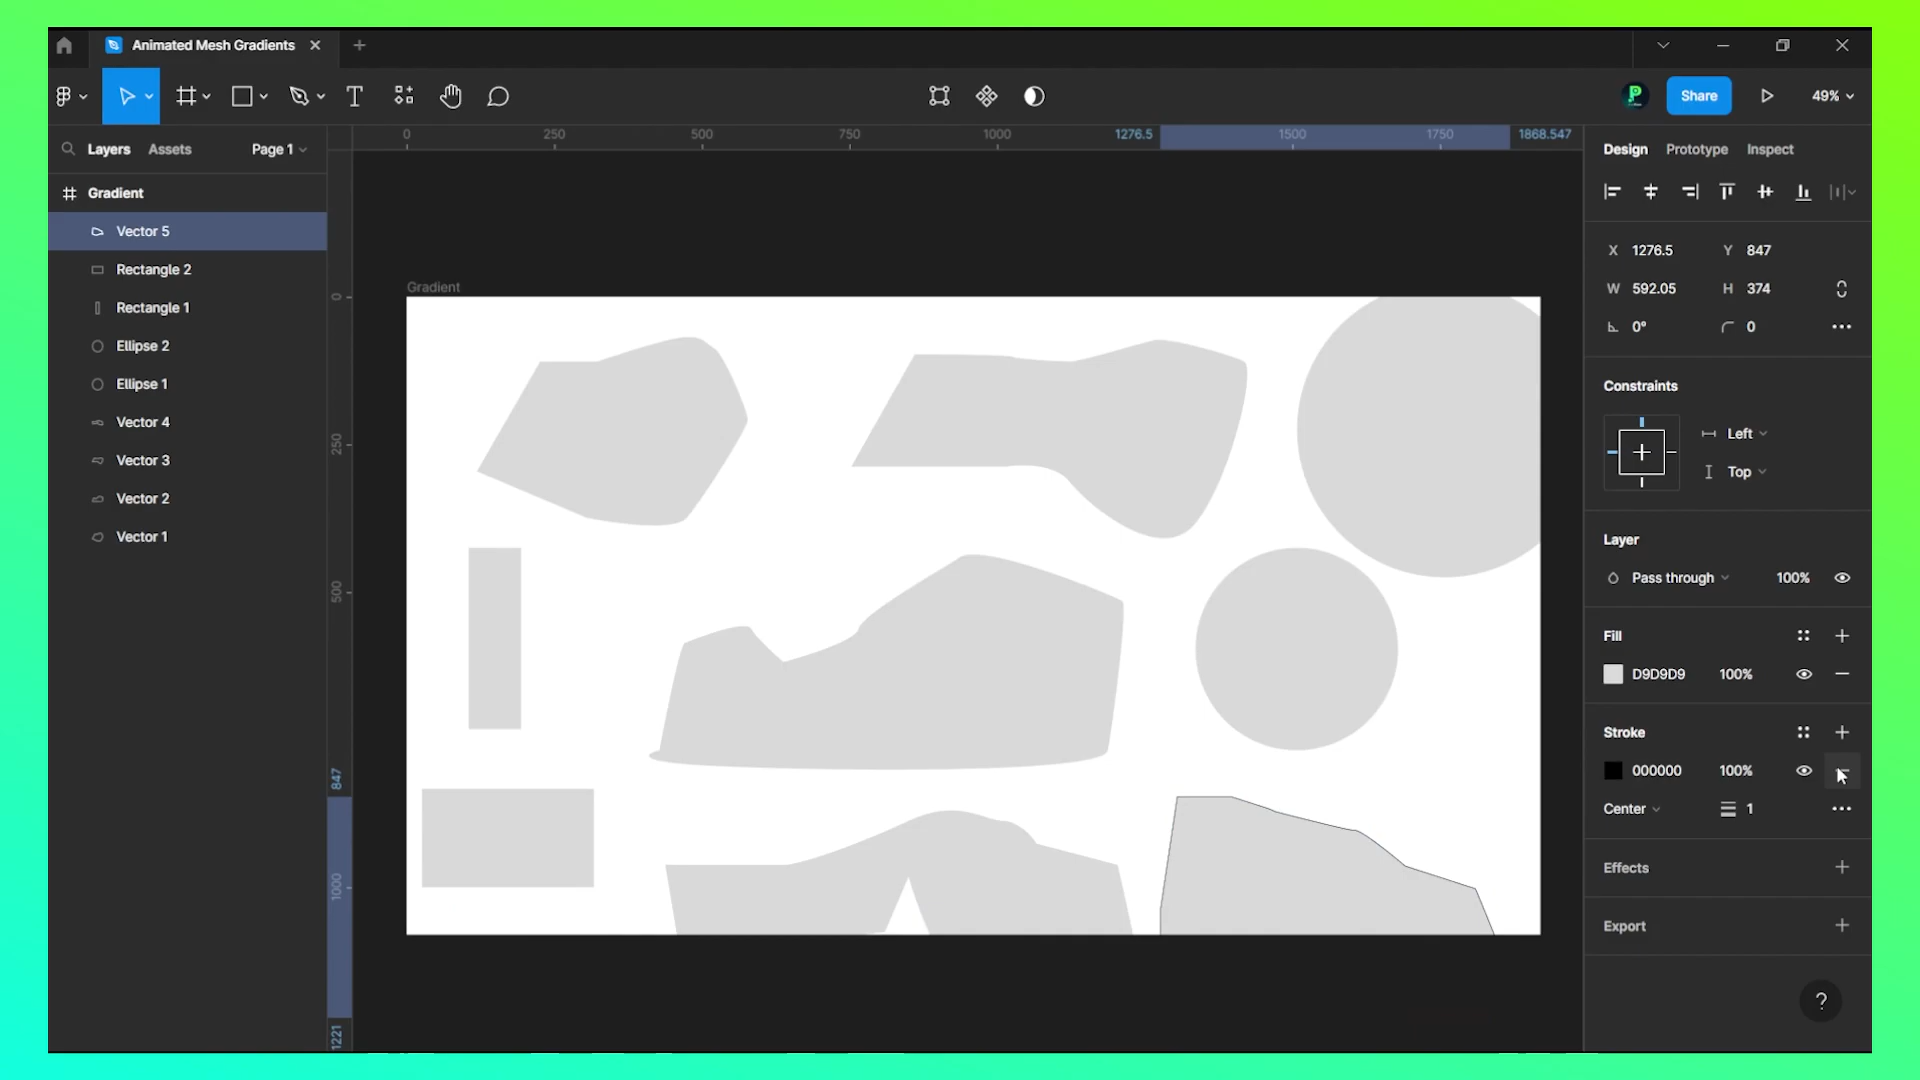 Animated Mesh Gradients
Share
49%
Layers
Assets
Page 1
Gradient
Vector 5
Rectangle 2
Rectangle 1
Ellipse 2
Ellipse 1
Vector 4
Vector 3
Vector 2
Vector 1
0
250
500
750
1000
1276.5
1500
1750
1868.547
0
250
500
847
1000
1221
Gradient
Design
Prototype
Inspect
X 1276.5
Y 847
W 592.05
H 374
0°
0
Constraints
Left
Top
Layer
Pass through
100%
Fill
D9D9D9
100%
Stroke
000000
100%
Center
1
Effects
Export
?